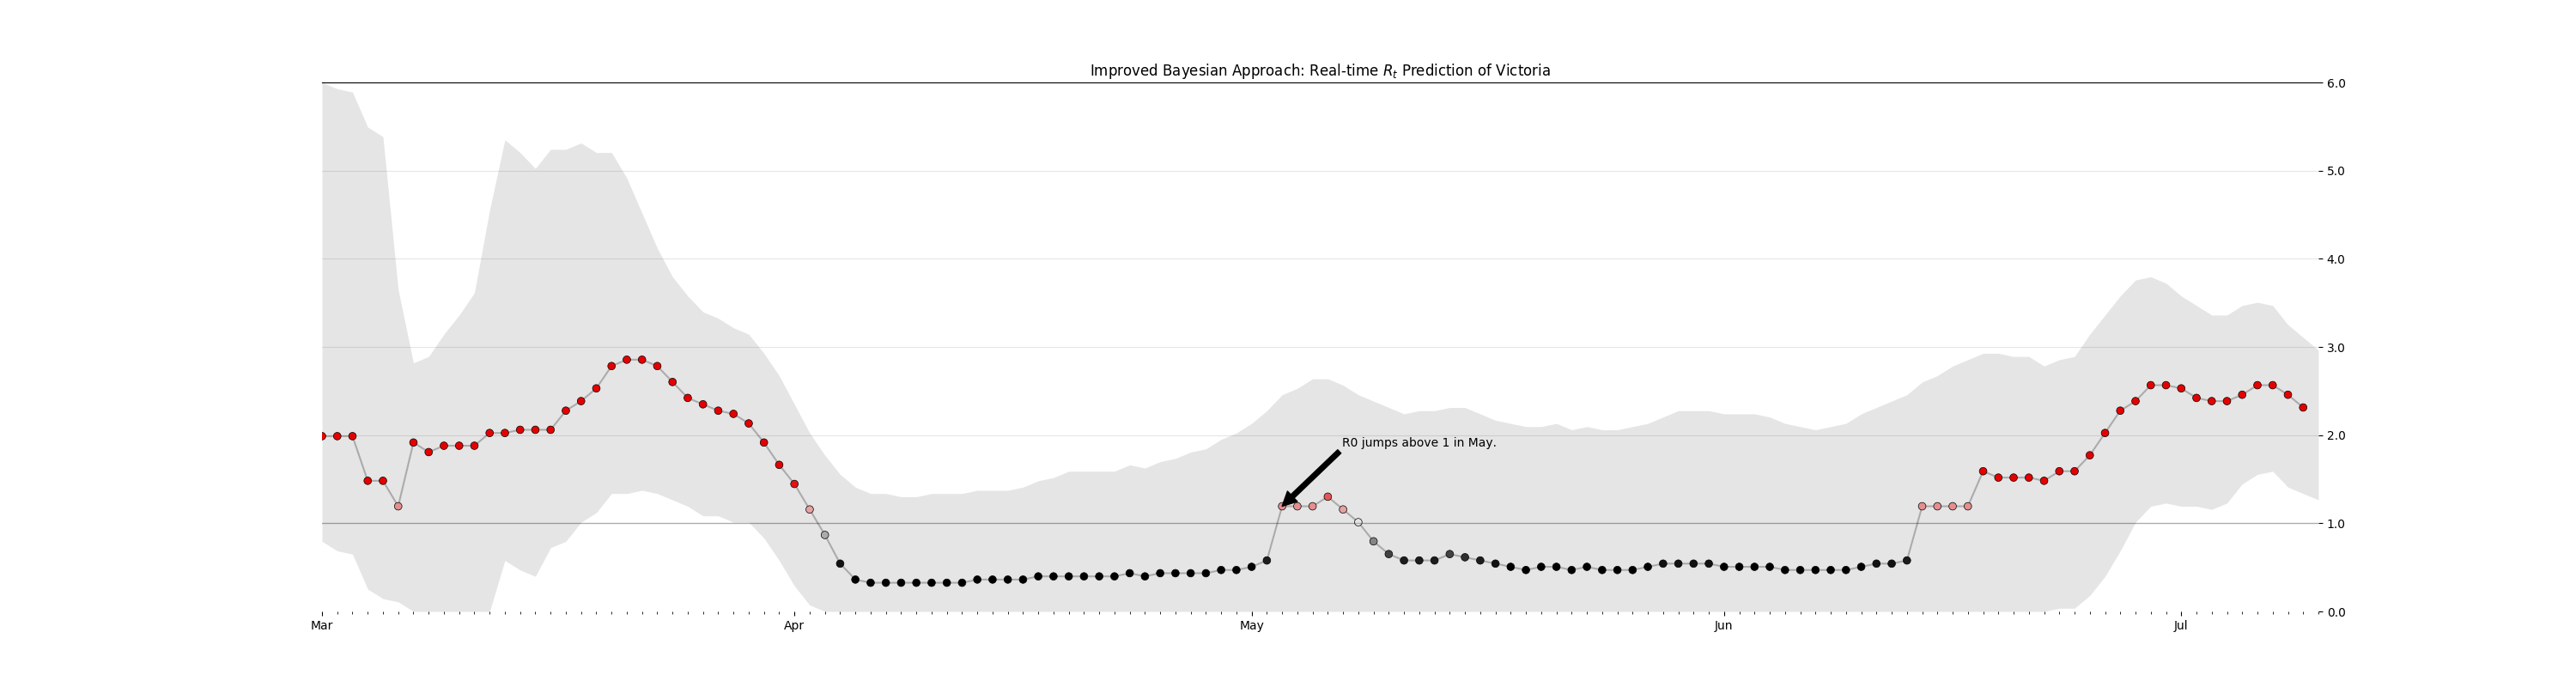 Improved Bayesian Approach: Real-time R_t Prediction of Victoria
6.0
5.0
4.0
3.0
2.0
R0 jumps above 1 in May.
1.0
0.0
Mar Apr May Jun Jul